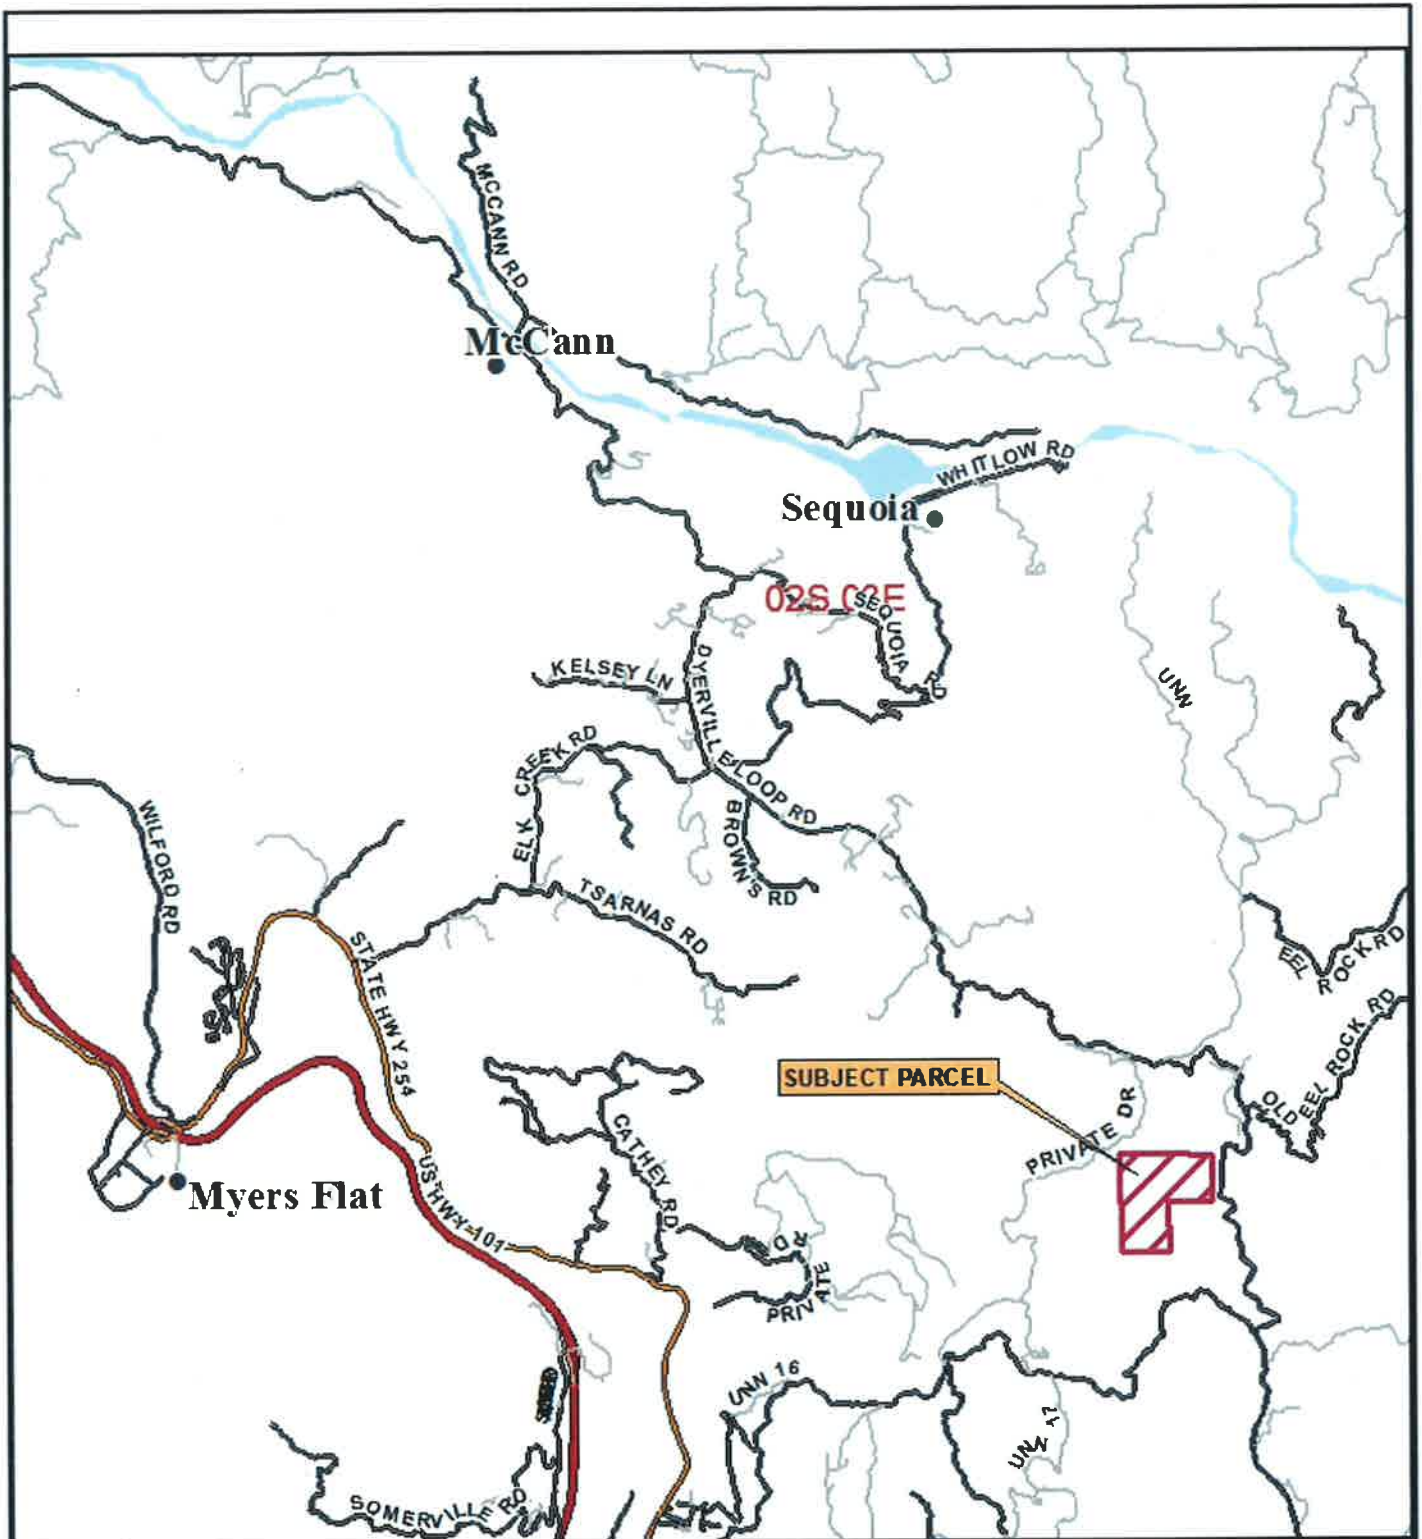 MCCANN RD
McCann
WHITLOW RD
Sequoia
02S 03E
SEQUOIA RD
KELSEY LN
DYERVILLE LOOP RD
UNN
ELK CREEK RD
WILFORD RD
BROWN'S RD
TSARNAS RD
STATE HWY 254
EEL ROCK RD
OLD EEL ROCK RD
SUBJECT PARCEL
PRIVATE DR
CATHEY RD
Myers Flat
US HWY 101
PRIVATE RD
UNN 16
UNN 17
SOMERVILLE RD